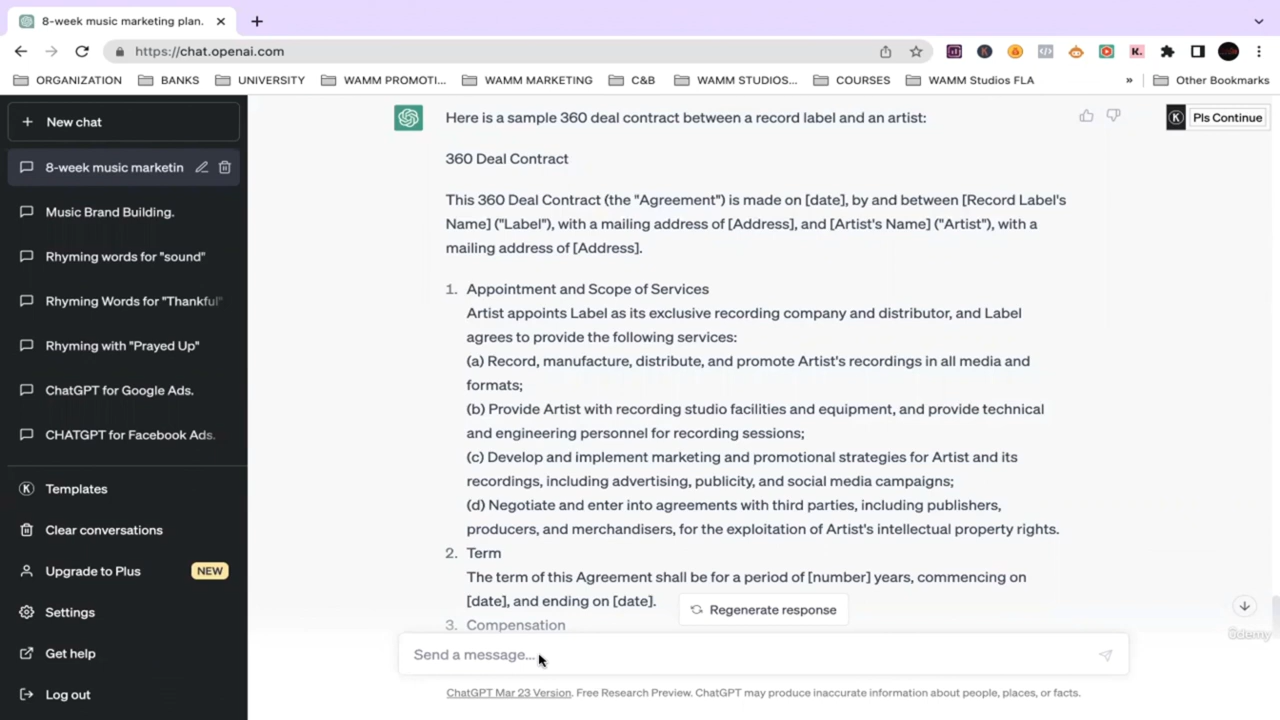 8-week music marketing plan.
https://chat.openai.com
ORGANIZATION BANKS UNIVERSITY WAMM PROMOTI... WAMM MARKETING C&B WAMM STUDIOS... COURSES WAMM Studios FLA » Other Bookmarks
New chat
8-week music marketin
Music Brand Building.
Rhyming words for "sound"
Rhyming Words for "Thankful"
Rhyming with "Prayed Up"
ChatGPT for Google Ads.
CHATGPT for Facebook Ads.
Templates
Clear conversations
Upgrade to Plus NEW
Settings
Get help
Log out
Here is a sample 360 deal contract between a record label and an artist:
Pls Continue
360 Deal Contract
This 360 Deal Contract (the "Agreement") is made on [date], by and between [Record Label's
Name] ("Label"), with a mailing address of [Address], and [Artist's Name] ("Artist"), with a
mailing address of [Address].
1. Appointment and Scope of Services
Artist appoints Label as its exclusive recording company and distributor, and Label
agrees to provide the following services:
(a) Record, manufacture, distribute, and promote Artist's recordings in all media and
formats;
(b) Provide Artist with recording studio facilities and equipment, and provide technical
and engineering personnel for recording sessions;
(c) Develop and implement marketing and promotional strategies for Artist and its
recordings, including advertising, publicity, and social media campaigns;
(d) Negotiate and enter into agreements with third parties, including publishers,
producers, and merchandisers, for the exploitation of Artist's intellectual property rights.
2. Term
The term of this Agreement shall be for a period of [number] years, commencing on
[date], and ending on [date].
Regenerate response
3. Compensation
Send a message...
ChatGPT Mar 23 Version. Free Research Preview. ChatGPT may produce inaccurate information about people, places, or facts.
ûdemy